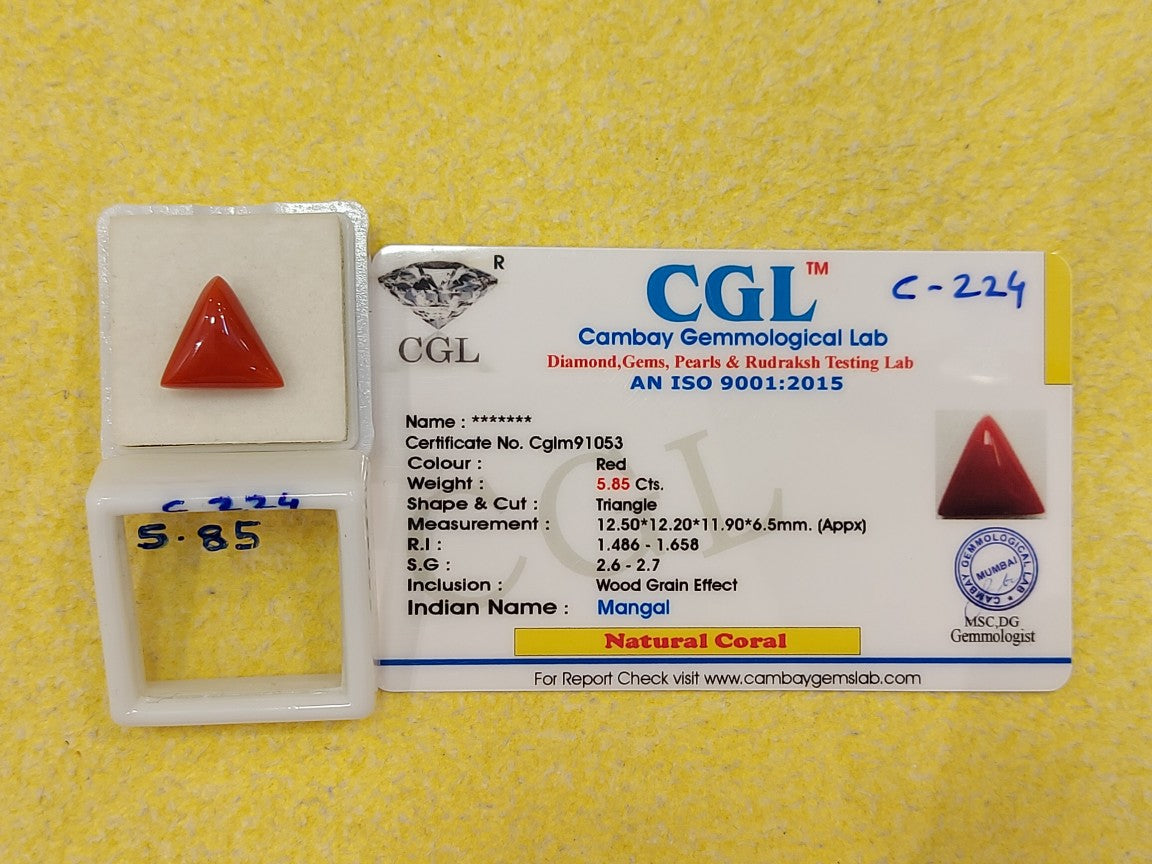 C 224
5.85
R
CGL
CGL™
C-224
Cambay Gemmological Lab
Diamond,Gems, Pearls & Rudraksh Testing Lab
AN ISO 9001:2015
Name : *******
Certificate No. Cglm91053
Colour : Red
Weight : 5.85 Cts.
Shape & Cut : Triangle
Measurement : 12.50*12.20*11.90*6.5mm. (Appx)
R.I : 1.486 - 1.658
S.G : 2.6 - 2.7
Inclusion : Wood Grain Effect
Indian Name : Mangal
Natural Coral
For Report Check visit www.cambaygemslab.com
CGL
CAMBAY GEMMOLOGICAL LAB
MUMBAI
MSC,DG
Gemmologist